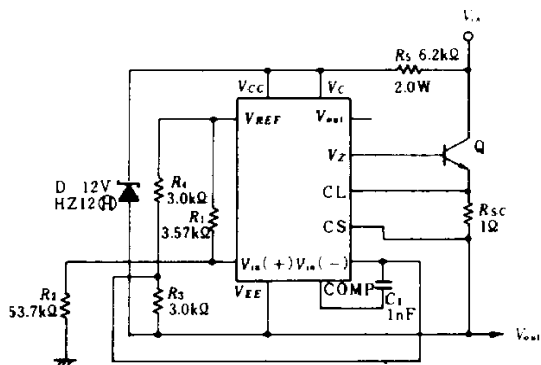 Vin
R5 6.2kΩ
2.0W
VCC
VC
VREF
Vout
VZ
Q
D 12V
HZ12Ⓗ
R4
3.0kΩ
R1
3.57kΩ
CL
CS
RSC
1Ω
Vin(+)
Vin(-)
VEE
COMP
C1
1nF
R2
53.7kΩ
R3
3.0kΩ
Vout